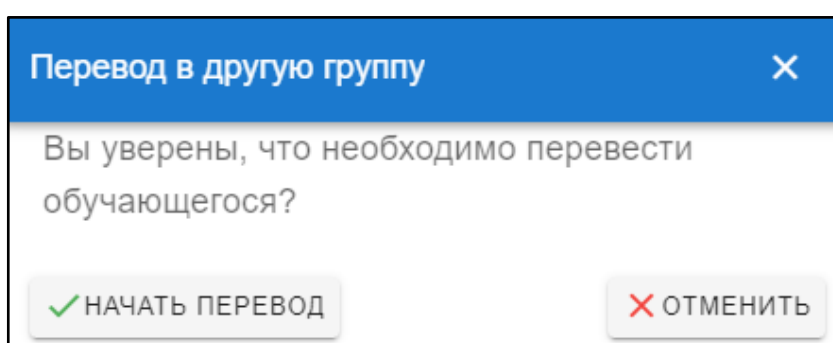 Перевод в другую группу
Вы уверены, что необходимо перевести
обучающегося?
НАЧАТЬ ПЕРЕВОД
ОТМЕНИТЬ